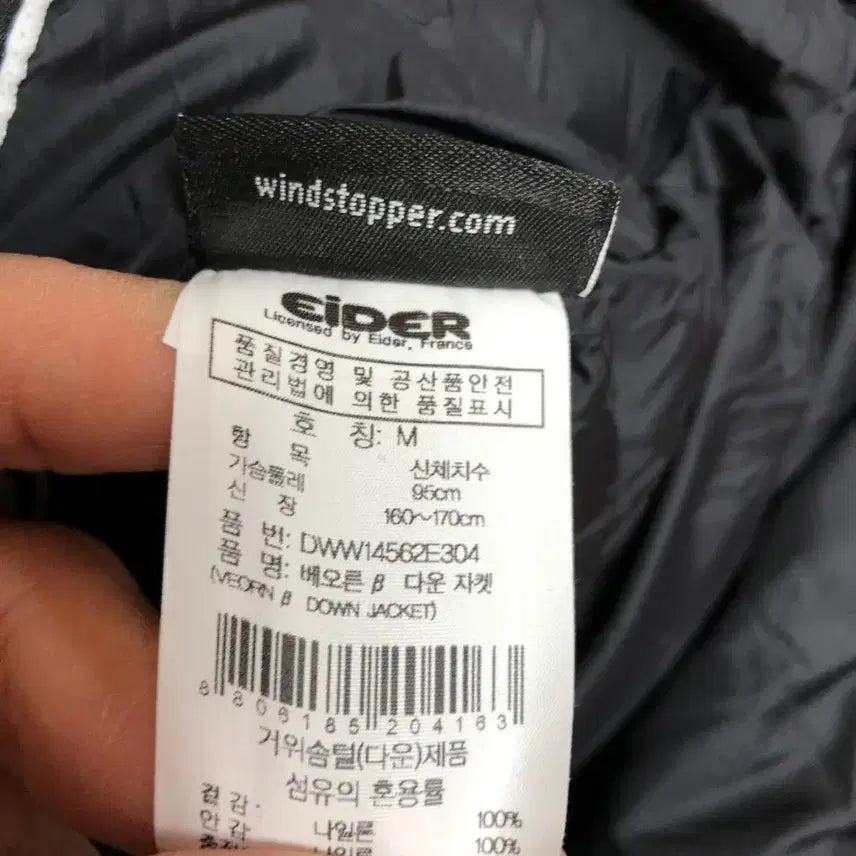 windstopper.com
EiDER
Licensed by Eider, France
품질경영 및 공산품안전
관리법에 의한 품질표시
호 칭: M
항 목 신체치수
가슴둘레 95cm
신 장 160~170cm
품 번: DWW14562E304
품 명: 베오른 β 다운 자켓
(VEORN β DOWN JACKET)
8806185204163
거위솜털(다운)제품
섬유의 혼용률
겉감. 나일론 100%
안감 나일론 100%